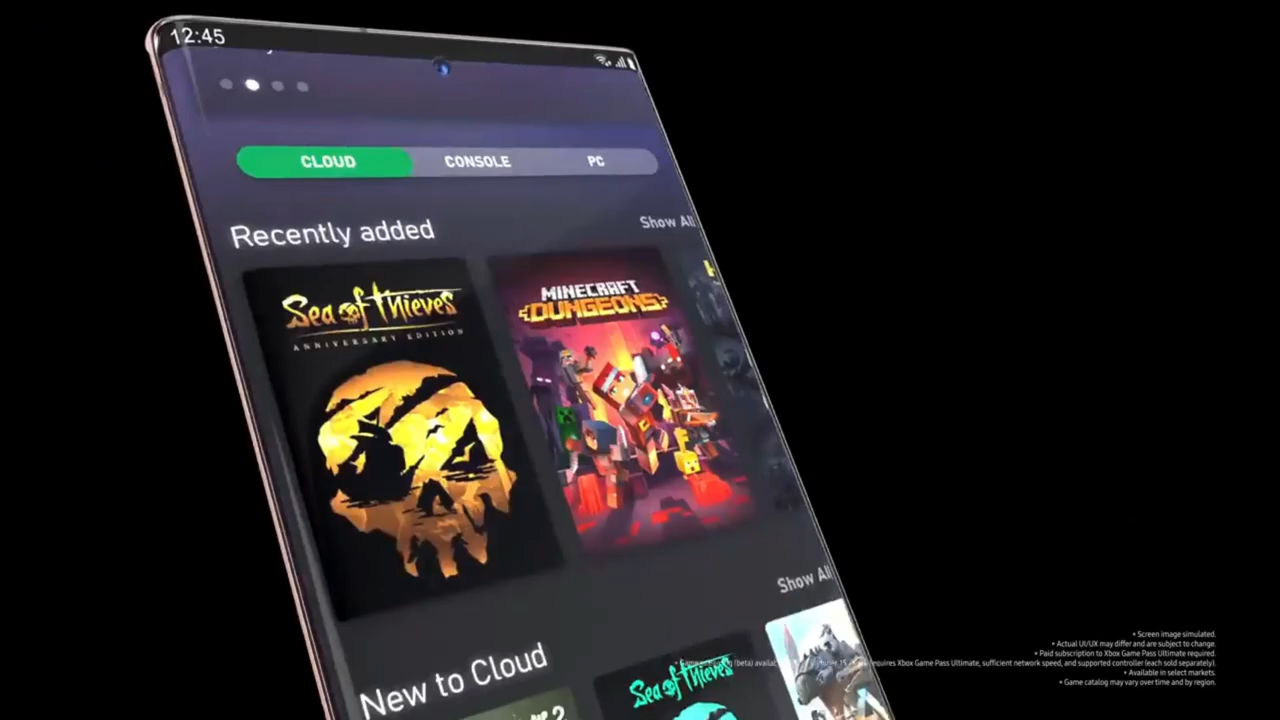 12:45
CLOUD CONSOLE PC
Recently added
Show All
Sea of Thieves
ANNIVERSARY EDITION
MINECRAFT
DUNGEONS
Show All
New to Cloud
Sea of Thieves
2
• Screen image simulated.
• Actual UI/UX may differ and are subject to change.
• Paid subscription to Xbox Game Pass Ultimate required.
(beta) requires Xbox Game Pass Ultimate, sufficient network speed, and supported controller (each sold separately).
• Available in select markets.
• Game catalog may vary over time and by region.